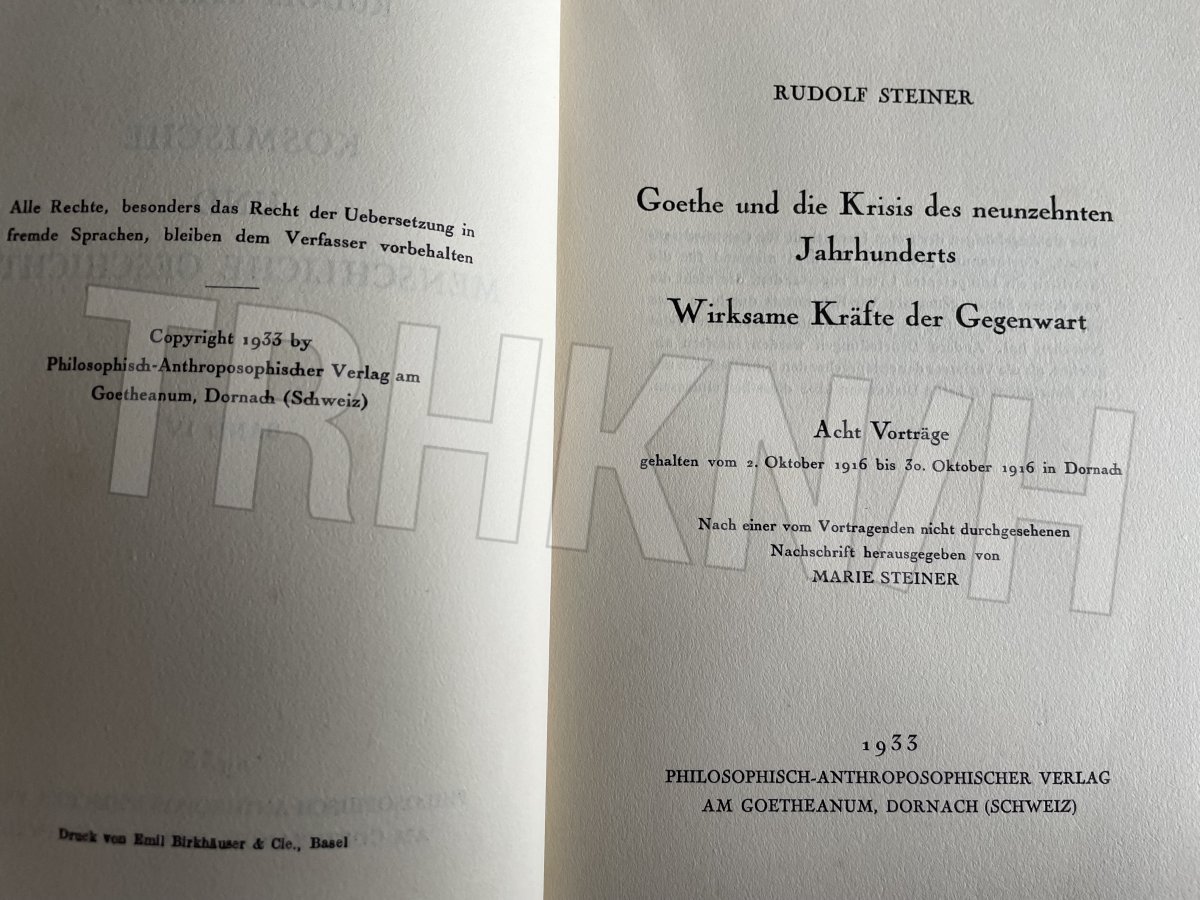 Alle Rechte, besonders das Recht der Uebersetzung in
fremde Sprachen, bleiben dem Verfasser vorbehalten
Copyright 1933 by
Philosophisch-Anthroposophischer Verlag am
Goetheanum, Dornach (Schweiz)
Druck von Emil Birkhäuser & Cie., Basel
RUDOLF STEINER
Goethe und die Krisis des neunzehnten
Jahrhunderts
Wirksame Kräfte der Gegenwart
Acht Vorträge
gehalten vom 2. Oktober 1916 bis 30. Oktober 1916 in Dornach
Nach einer vom Vortragenden nicht durchgesehenen
Nachschrift herausgegeben von
MARIE STEINER
1933
PHILOSOPHISCH-ANTHROPOSOPHISCHER VERLAG
AM GOETHEANUM, DORNACH (SCHWEIZ)
TRHKN/H